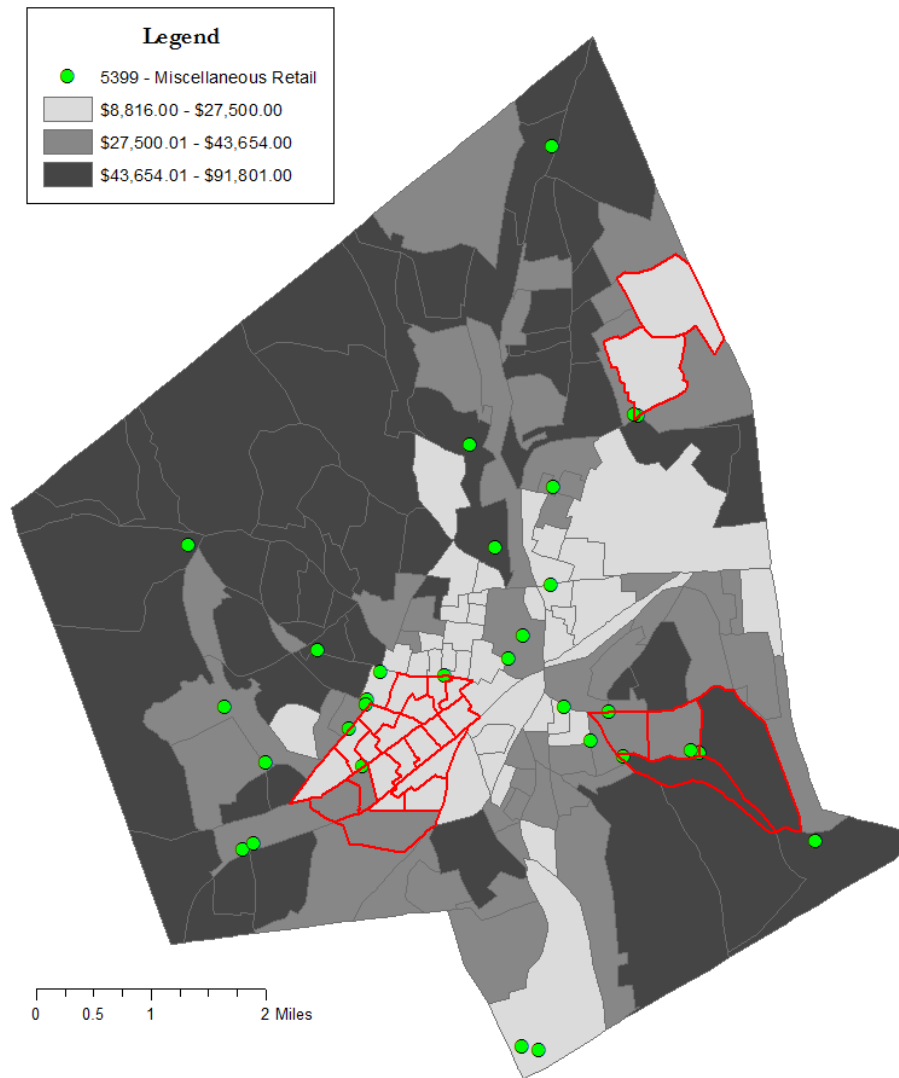 Legend
5399 - Miscellaneous Retail
$8,816.00 - $27,500.00
$27,500.01 - $43,654.00
$43,654.01 - $91,801.00
0 0.5 1 2 Miles